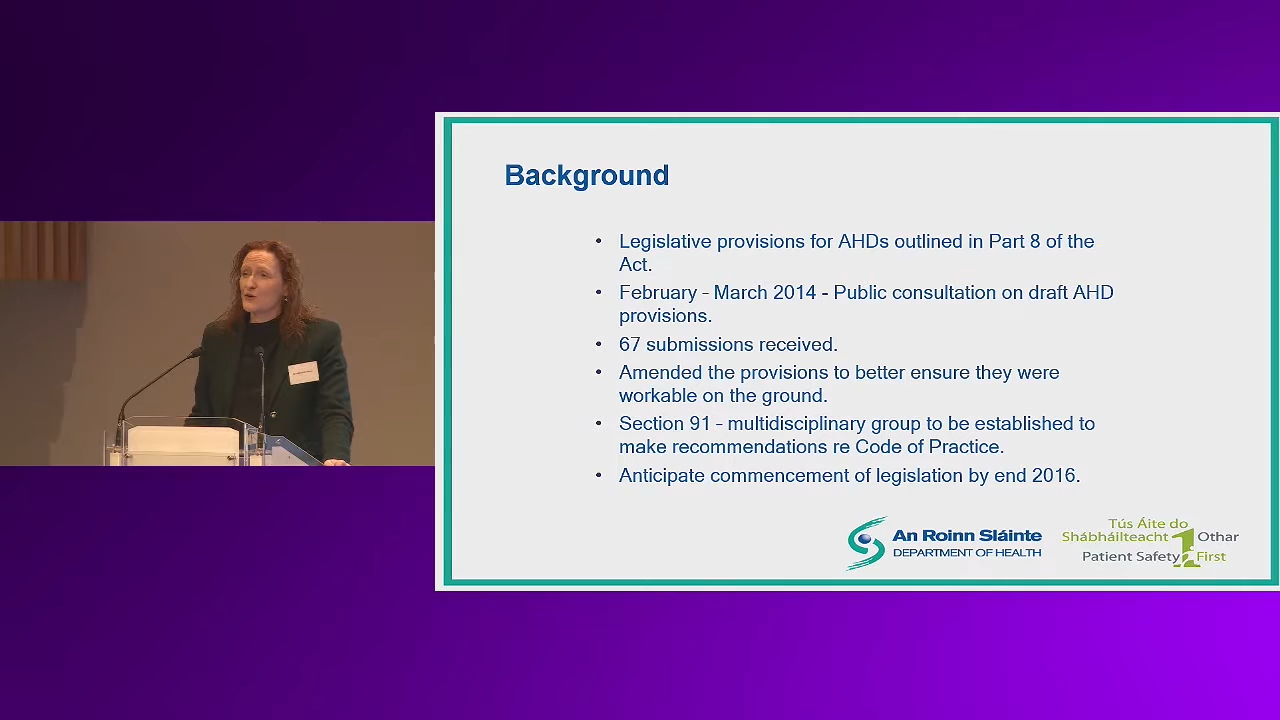 Background
• Legislative provisions for AHDs outlined in Part 8 of the
Act.
• February - March 2014 - Public consultation on draft AHD
provisions.
• 67 submissions received.
• Amended the provisions to better ensure they were
workable on the ground.
• Section 91 – multidisciplinary group to be established to
make recommendations re Code of Practice.
• Anticipate commencement of legislation by end 2016.
An Roinn Sláinte
DEPARTMENT OF HEALTH
Tús Áite do
Shábháilteacht 1 Othar
Patient Safety First